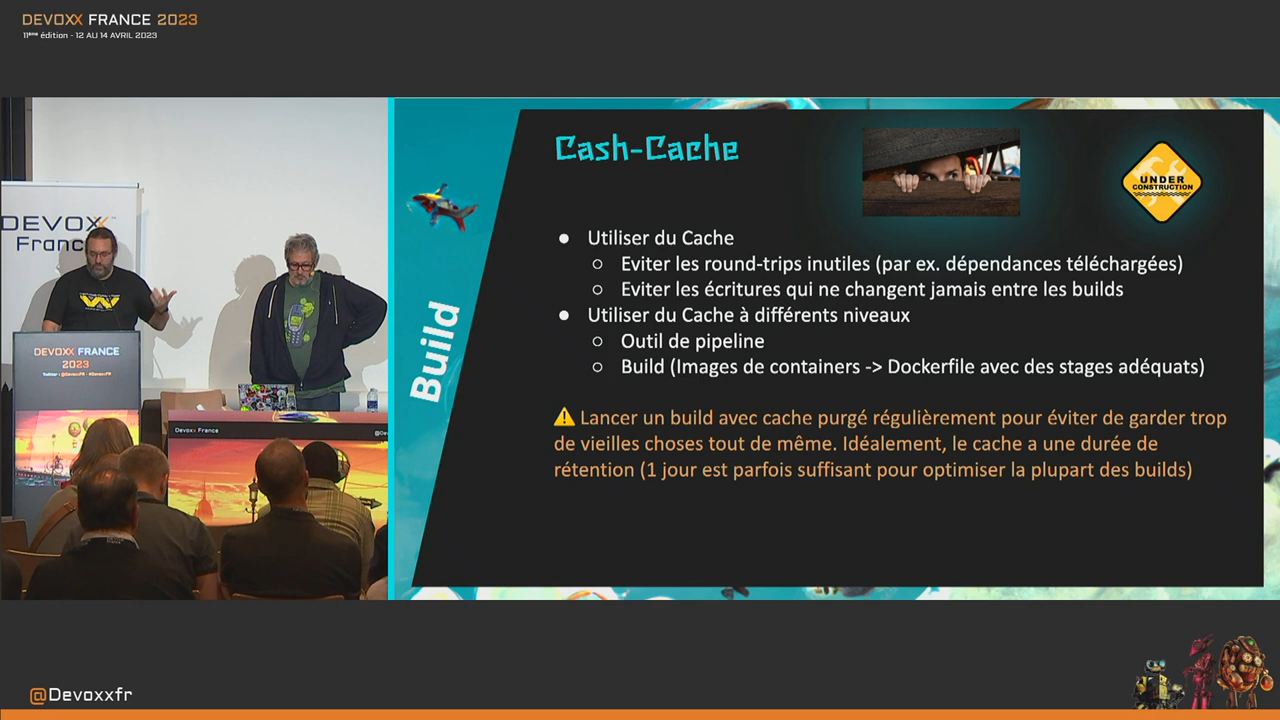 DEVOXX FRANCE 2023
11ème édition - 12 AU 14 AVRIL 2023
DEVOXX™
France
DEVOXX FRANCE
2023
Twitter : @DevoxxFR - #DevoxxFR
Devoxx France
@De
Build
Cash-Cache
UNDER
CONSTRUCTION
● Utiliser du Cache
○ Eviter les round-trips inutiles (par ex. dépendances téléchargées)
○ Eviter les écritures qui ne changent jamais entre les builds
● Utiliser du Cache à différents niveaux
○ Outil de pipeline
○ Build (Images de containers -> Dockerfile avec des stages adéquats)
⚠ Lancer un build avec cache purgé régulièrement pour éviter de garder trop
de vieilles choses tout de même. Idéalement, le cache a une durée de
rétention (1 jour est parfois suffisant pour optimiser la plupart des builds)
@Devoxxfr